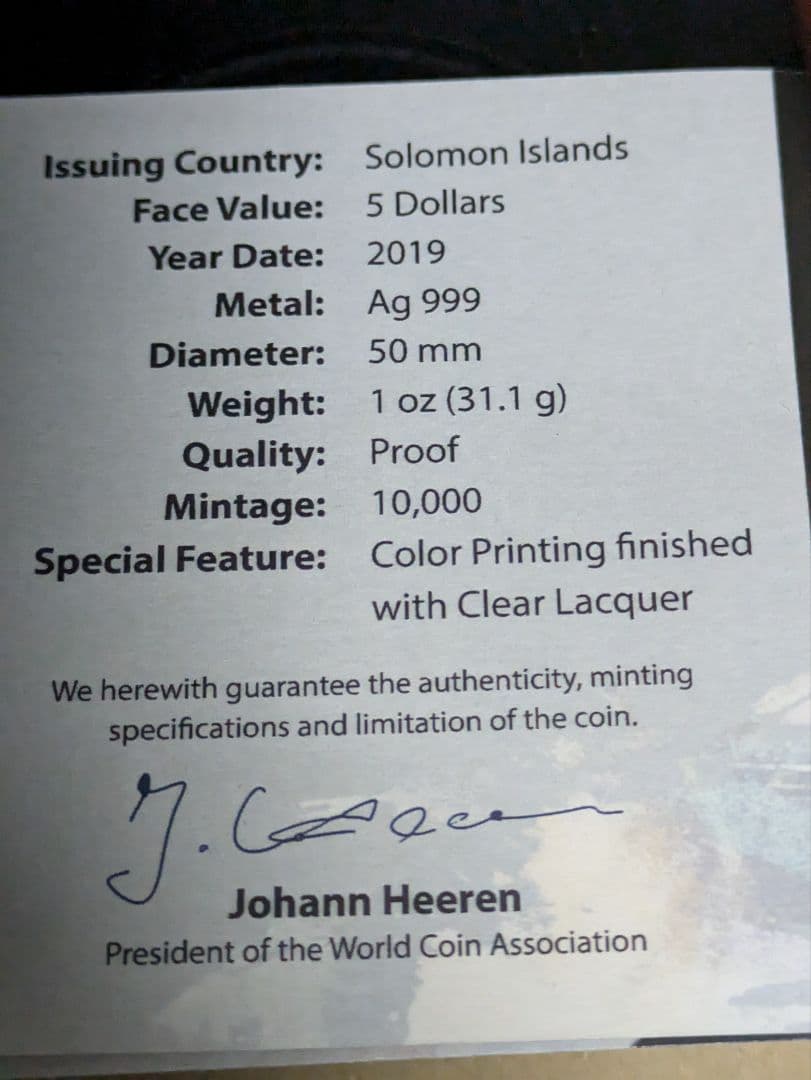 Issuing Country: Solomon Islands
Face Value: 5 Dollars
Year Date: 2019
Metal: Ag 999
Diameter: 50 mm
Weight: 1 oz (31.1 g)
Quality: Proof
Mintage: 10,000
Special Feature: Color Printing finished
with Clear Lacquer
We herewith guarantee the authenticity, minting
specifications and limitation of the coin.
Johann Heeren
President of the World Coin Association